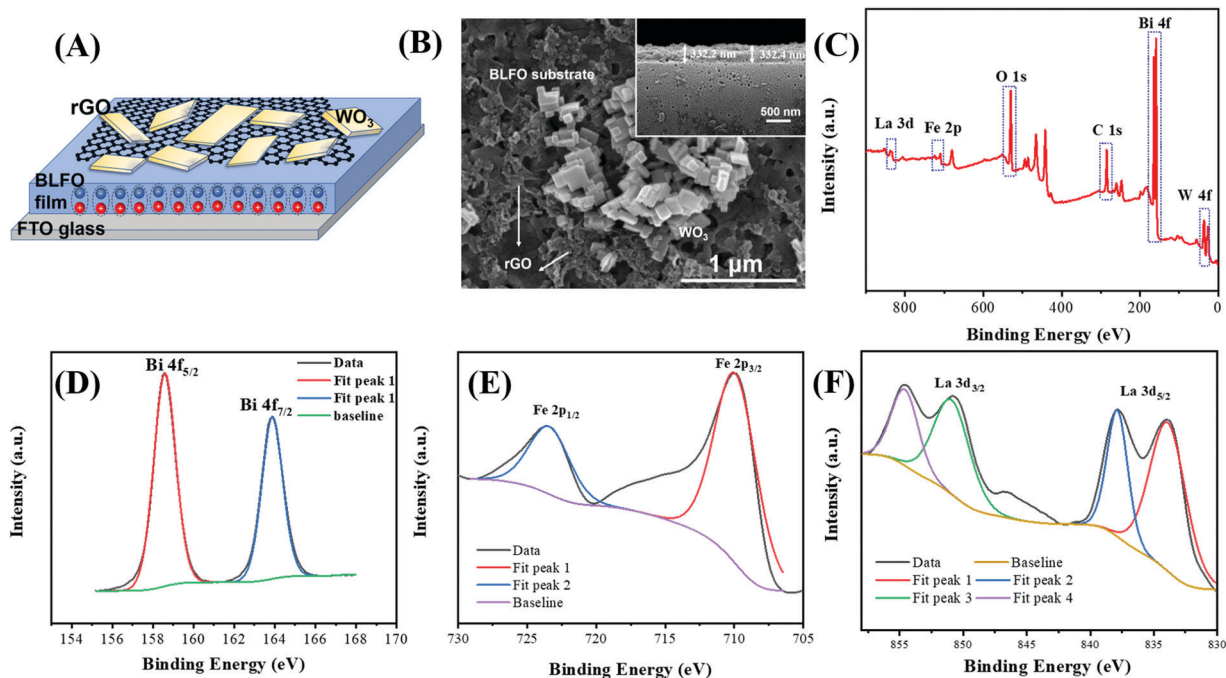 (A)
rGO
WO3
BLFO
film
FTO glass
(B)
BLFO substrate
332.2 nm
332.4 nm
500 nm
WO3
rGO
1 μm
(C)
Intensity (a.u.)
La 3d
Fe 2p
O 1s
C 1s
Bi 4f
W 4f
800
600
400
200
0
Binding Energy (eV)
(D)
Intensity (a.u.)
Bi 4f5/2
Bi 4f7/2
Data
Fit peak 1
Fit peak 1
baseline
154 156 158 160 162 164 166 168 170
Binding Energy (eV)
(E)
Intensity (a.u.)
Fe 2p1/2
Fe 2p3/2
Data
Fit peak 1
Fit peak 2
Baseline
730 720 710 705
Binding Energy (eV)
(F)
Intensity (a.u.)
La 3d3/2
La 3d5/2
Data
Baseline
Fit peak 1
Fit peak 2
Fit peak 3
Fit peak 4
855 850 845 840 835 830
Binding Energy (eV)